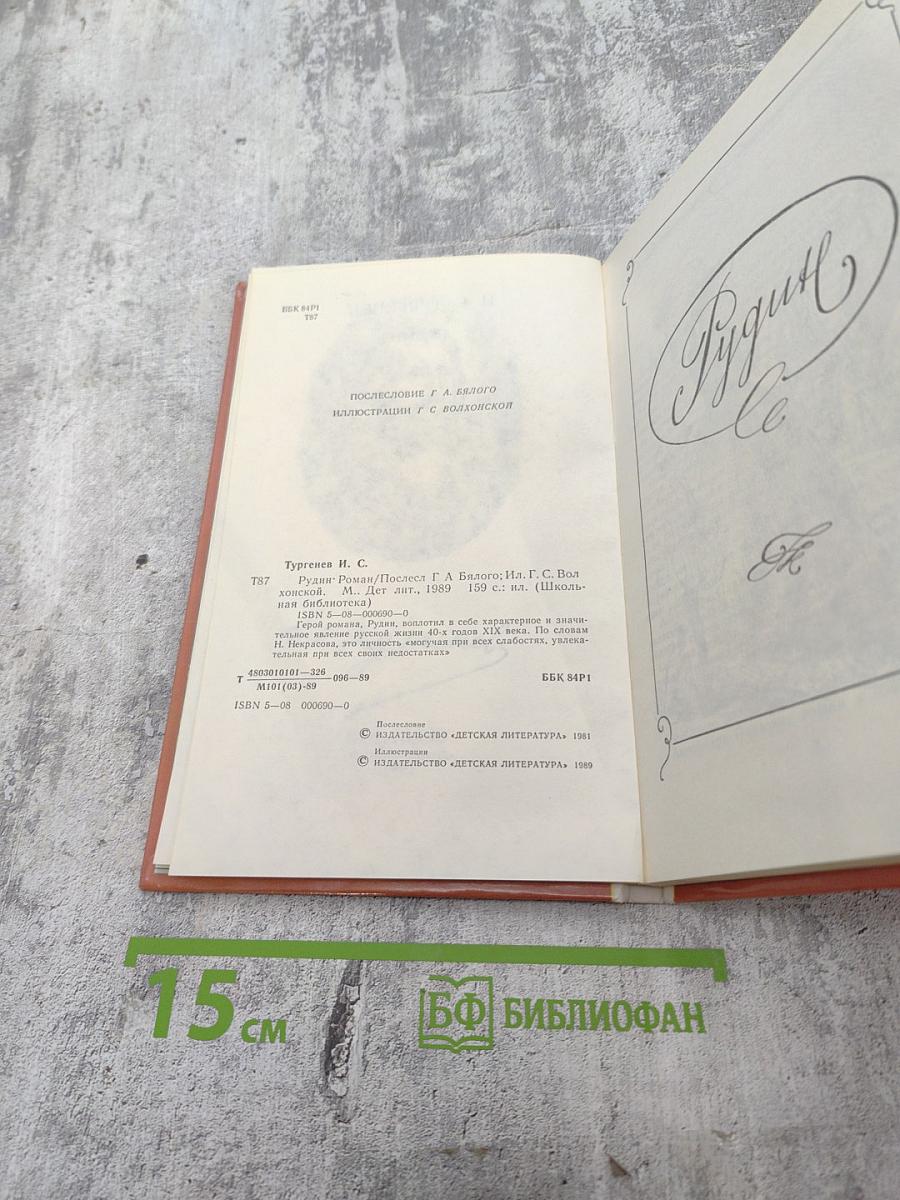 ББК 84Р1
Т87
ПОСЛЕСЛОВИЕ Г А. БЯЛОГО
ИЛЛЮСТРАЦИИ Г С ВОЛХОНСКОЙ
Тургенев И. С.
Т87 Рудин· Роман/Послесл Г А Бялого; Ил. Г. С. Вол
хонской. М.. Дет лит., 1989 159 с.: ил. (Школь-
ная библиотека)
ISBN 5—08—000690—0
Герой романа, Рудин, воплотил в себе характерное и значи-
тельное явление русской жизни 40-х годов XIX века. По словам
Н. Некрасова, это личность «могучая при всех слабостях, увлека-
тельная при всех своих недостатках»
Т 4803010101—326
М101(03)-89
096—89 ББК 84Р1
ISBN 5—08 000690—0
Послесловие
© ИЗДАТЕЛЬСТВО «ДЕТСКАЯ ЛИТЕРАТУРА» 1981
Иллюстрации
© ИЗДАТЕЛЬСТВО «ДЕТСКАЯ ЛИТЕРАТУРА» 1989
Рудин
15 см
БФ БИБЛИОФАН